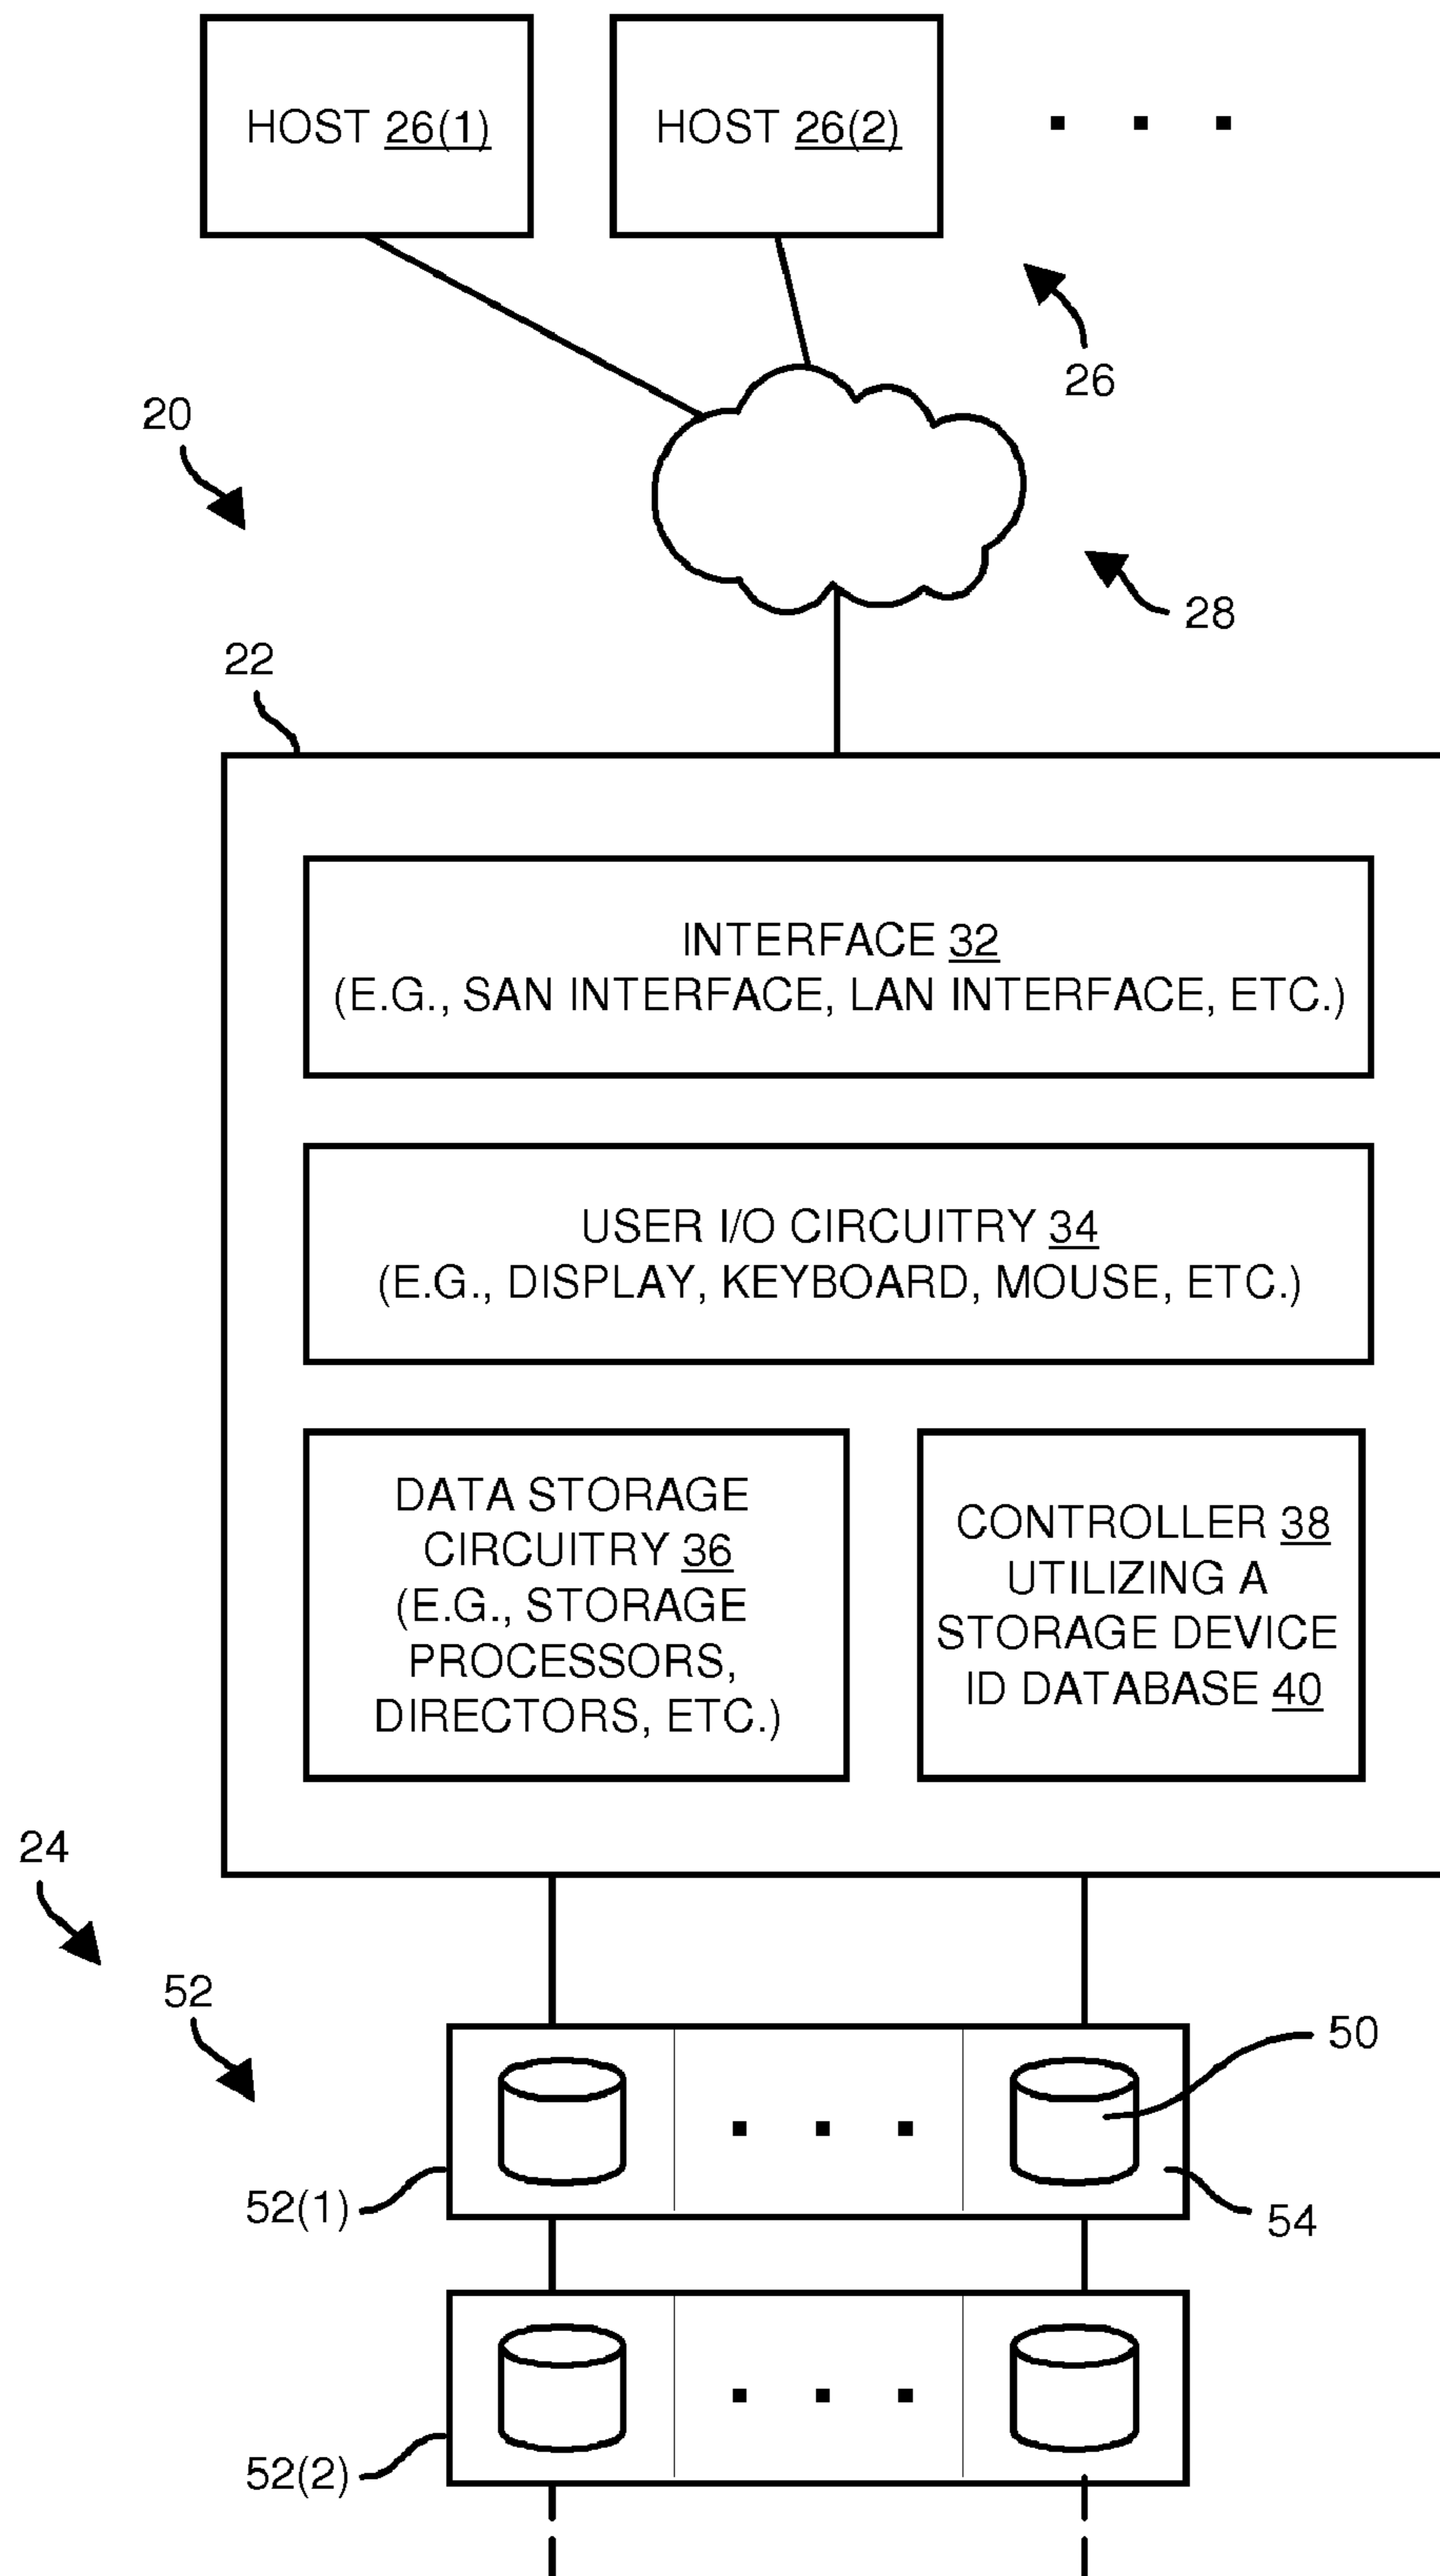 HOST 26(1)
HOST 26(2)
26
20
28
22
INTERFACE 32
(E.G., SAN INTERFACE, LAN INTERFACE, ETC.)
USER I/O CIRCUITRY 34
(E.G., DISPLAY, KEYBOARD, MOUSE, ETC.)
DATA STORAGE
CIRCUITRY 36
(E.G., STORAGE
PROCESSORS,
DIRECTORS, ETC.)
CONTROLLER 38
UTILIZING A
STORAGE DEVICE
ID DATABASE 40
24
52
50
52(1)
54
52(2)